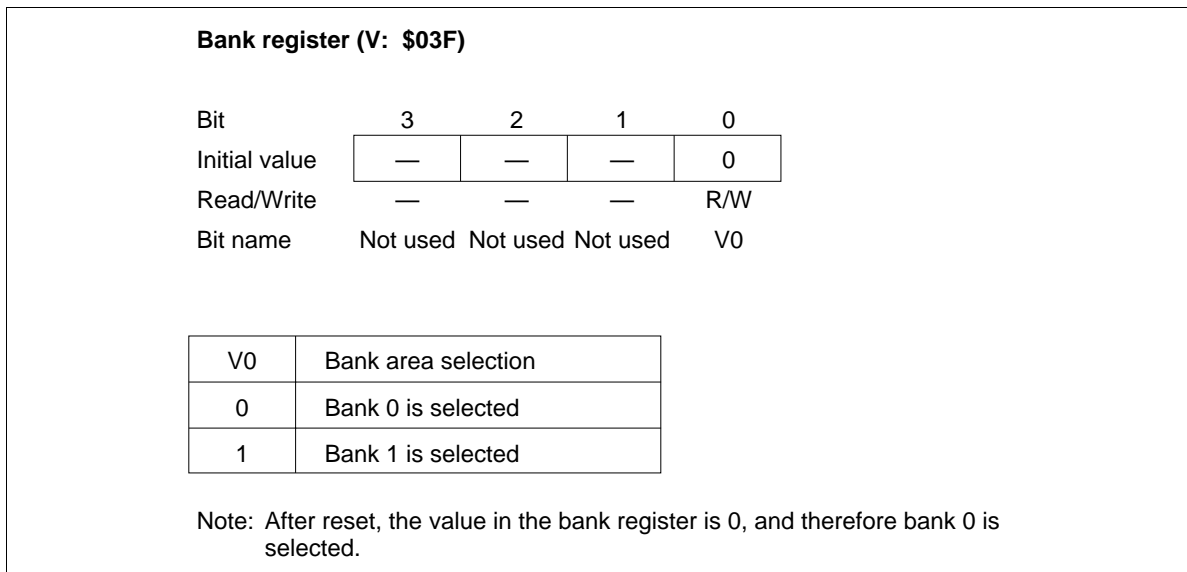 Bank register (V: $03F)
Bit 3 2 1 0
Initial value — — — 0
Read/Write — — — R/W
Bit name Not used Not used Not used V0
V0 Bank area selection
0 Bank 0 is selected
1 Bank 1 is selected
Note: After reset, the value in the bank register is 0, and therefore bank 0 is
selected.